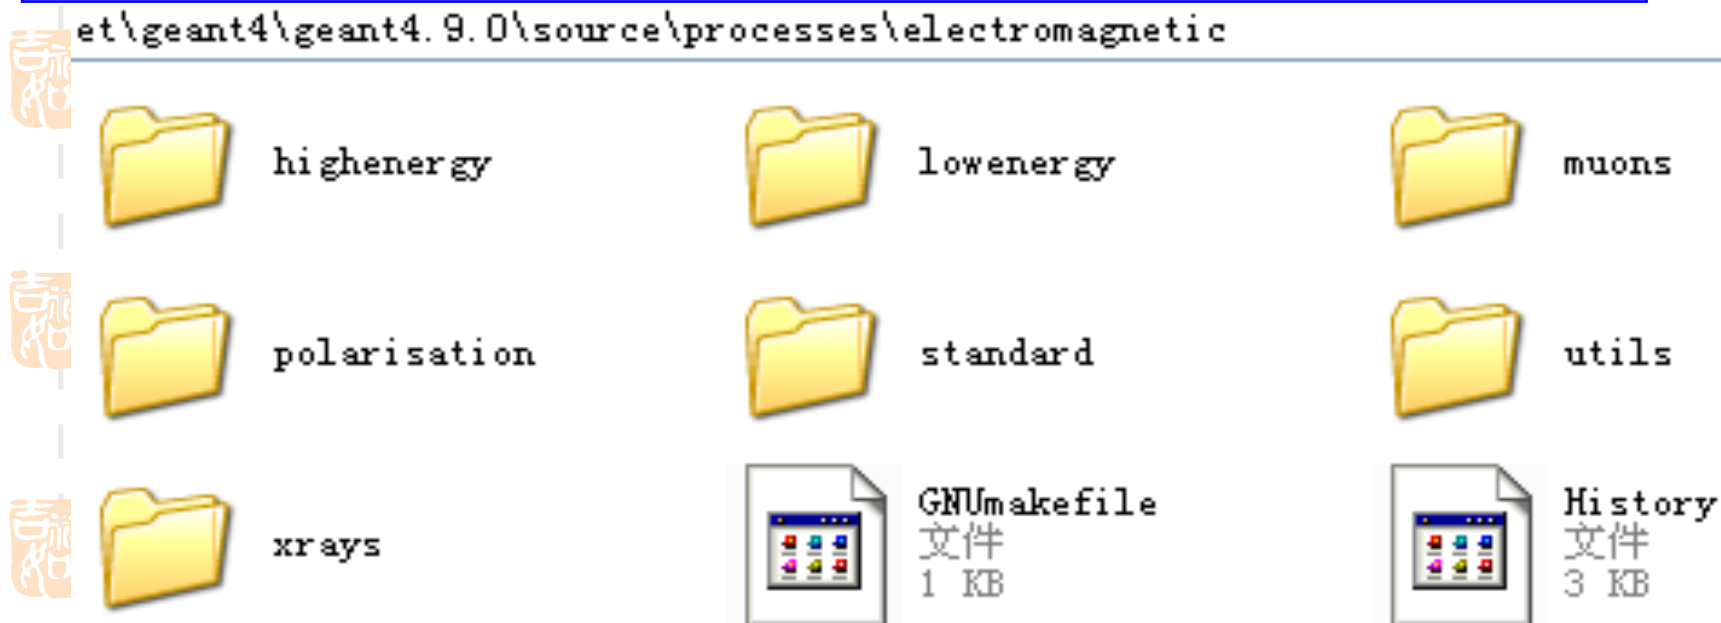 et\geant4\geant4.9.0\source\processes\electromagnetic
highenergy
lowenergy
muons
polarisation
standard
utils
xrays
GNUmakefile
文件
1 KB
History
文件
3 KB